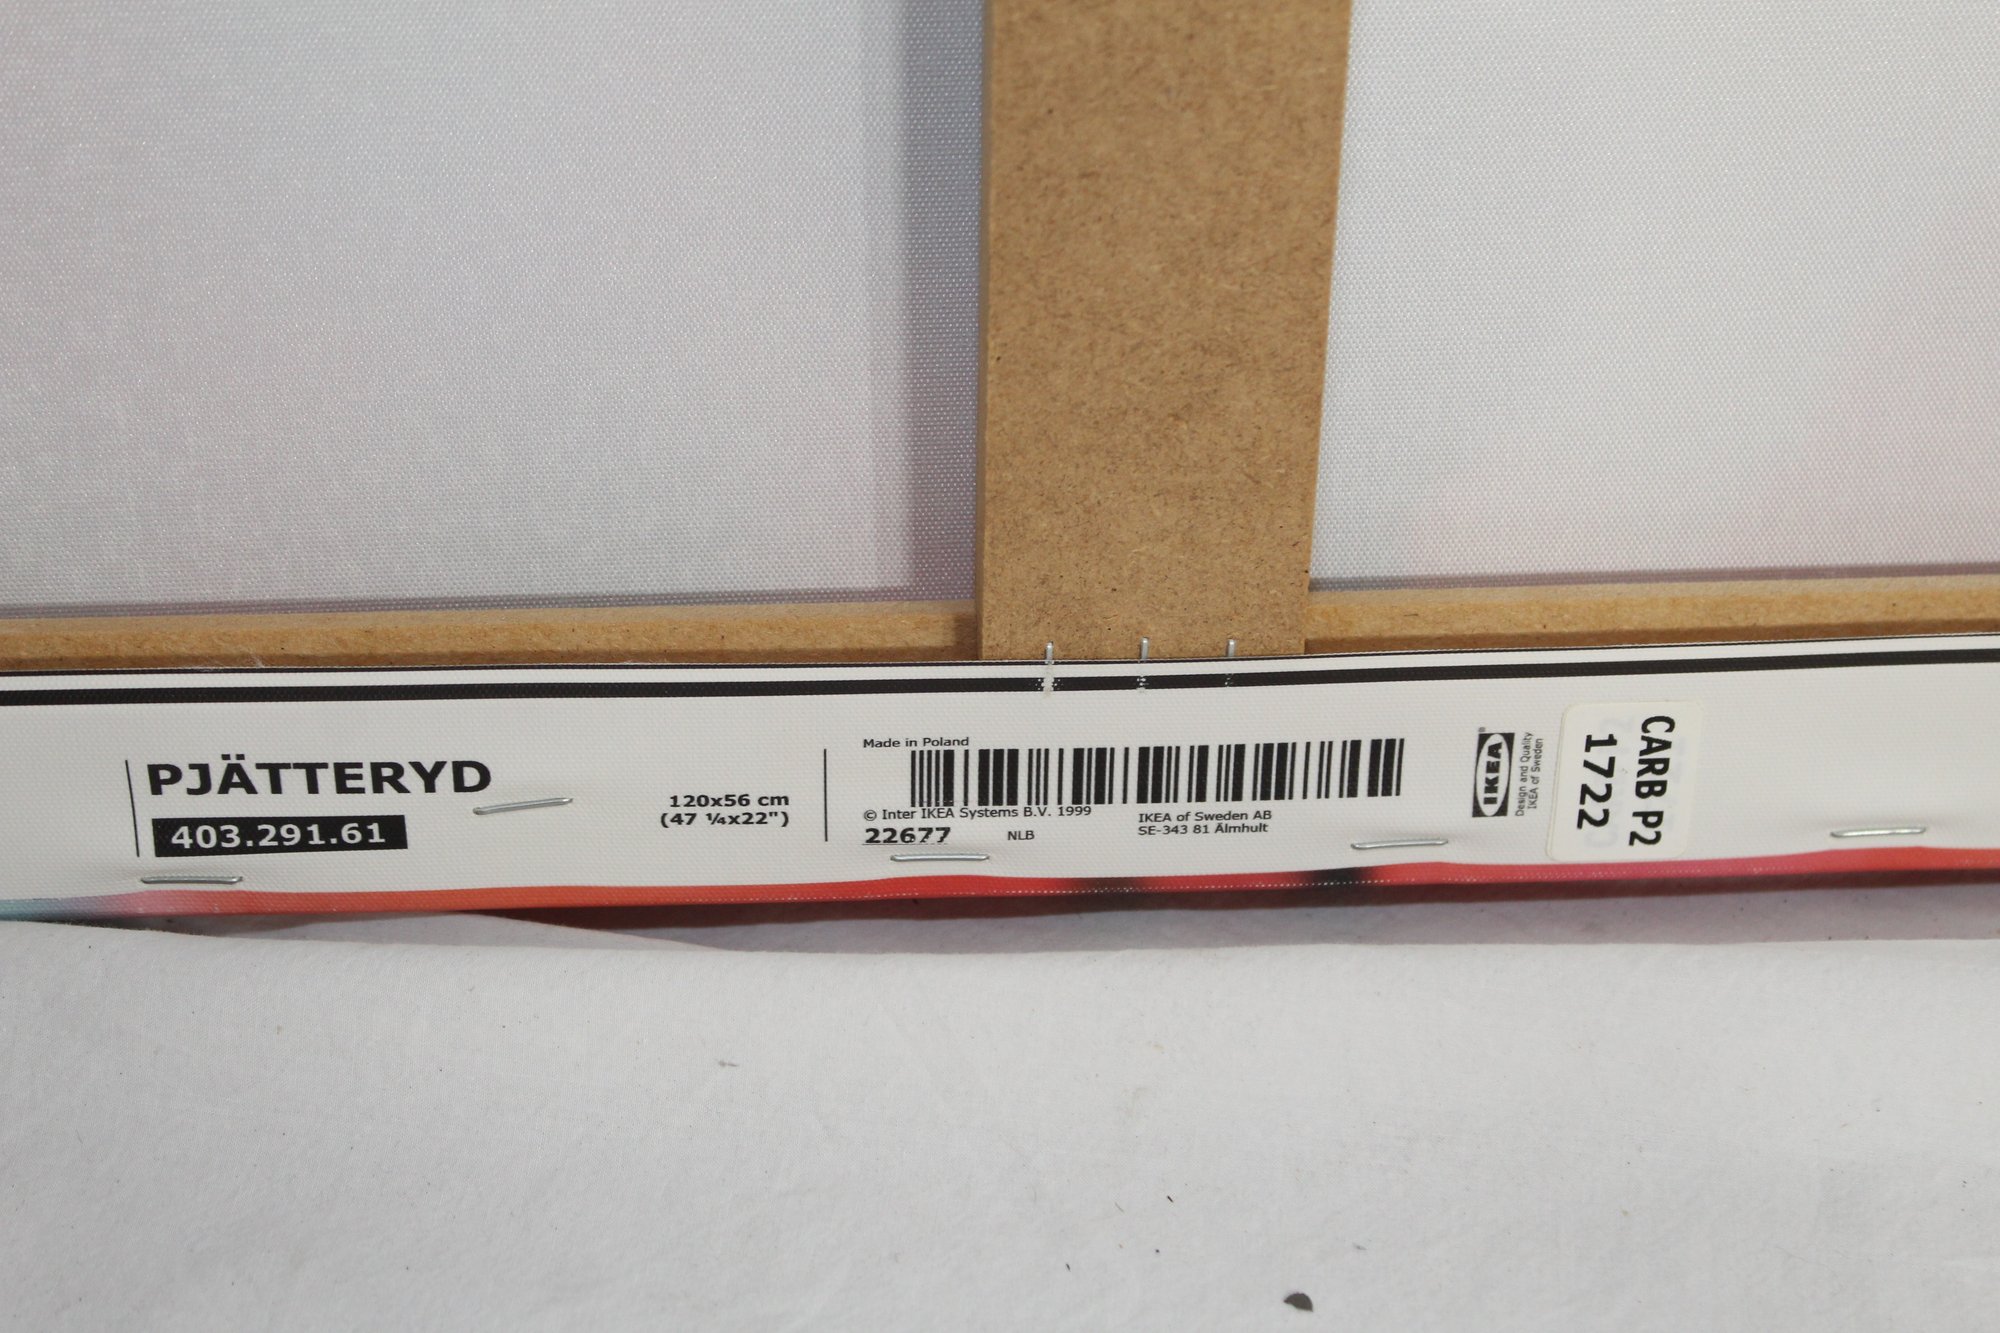 PJÄTTERYD
403.291.61
120x56 cm
(47 ¼x22")
Made in Poland
© Inter IKEA Systems B.V. 1999
22677
NLB
IKEA of Sweden AB
SE-343 81 Älmhult
IKEA®
Design and Quality
IKEA of Sweden
CARB P2
1722